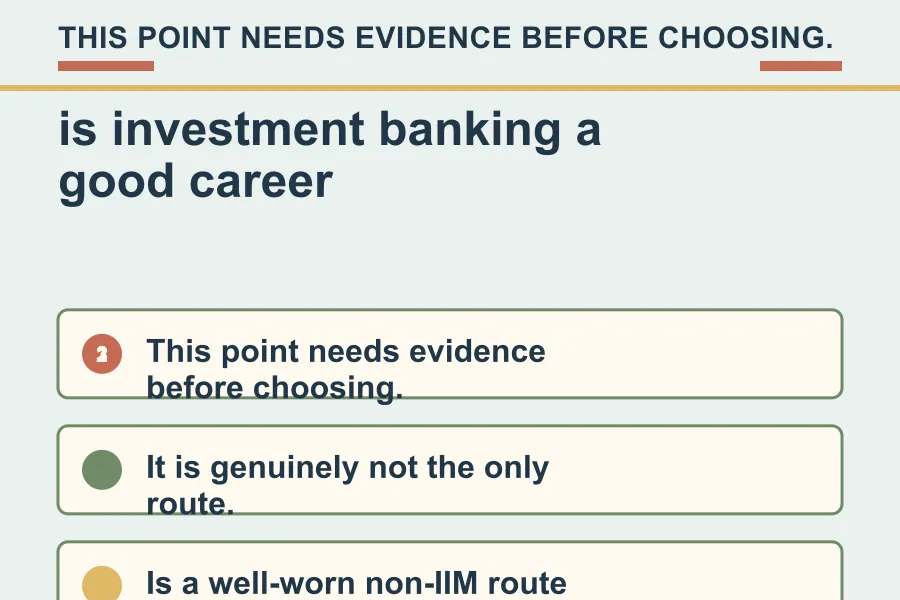 THIS POINT NEEDS EVIDENCE BEFORE CHOOSING.
is investment banking a
good career
This point needs evidence
before choosing.
It is genuinely not the only
route.
Is a well-worn non-IIM route